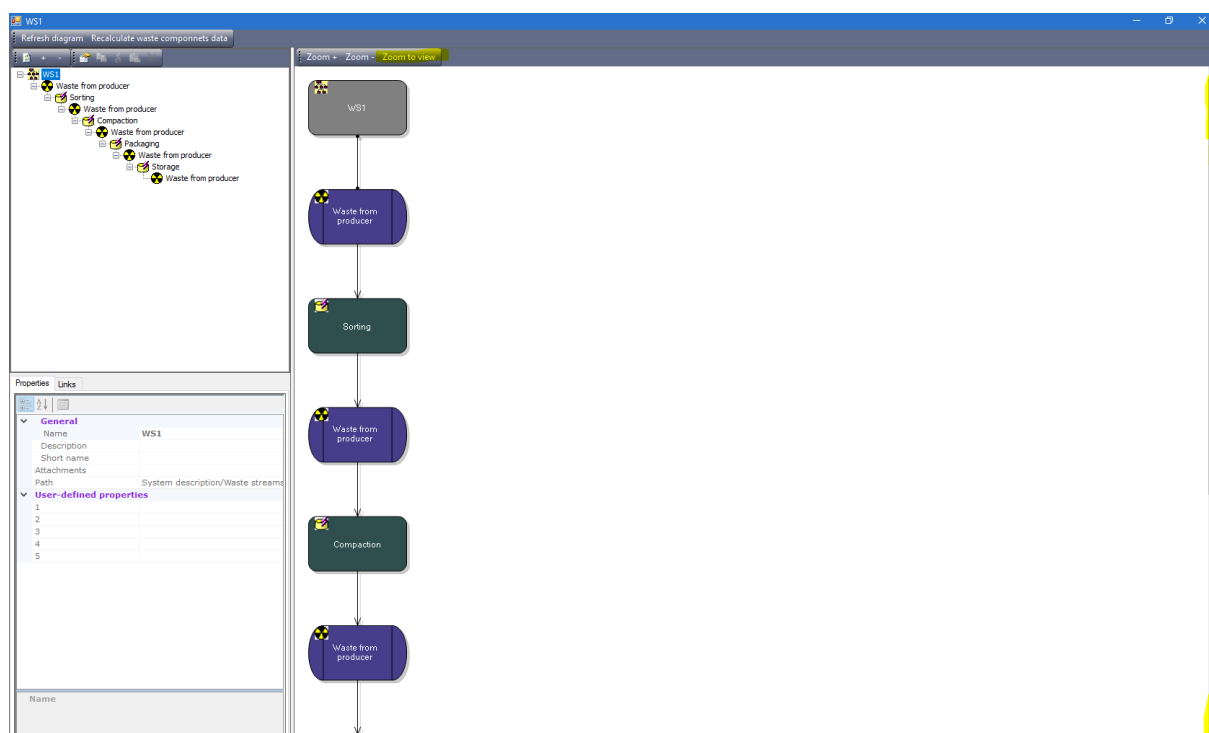 WS1
Refresh diagram Recalculate waste componnets data
Zoom + Zoom - Zoom to view
WS1
Waste from producer
Sorting
Waste from producer
Compaction
Waste from producer
Packaging
Waste from producer
Storage
Waste from producer
Properties Links
General
Name WS1
Description
Short name
Attachments
Path System description/Waste streams
User-defined properties
1
2
3
4
5
Name
WS1
Waste from
producer
Sorting
Waste from
producer
Compaction
Waste from
producer